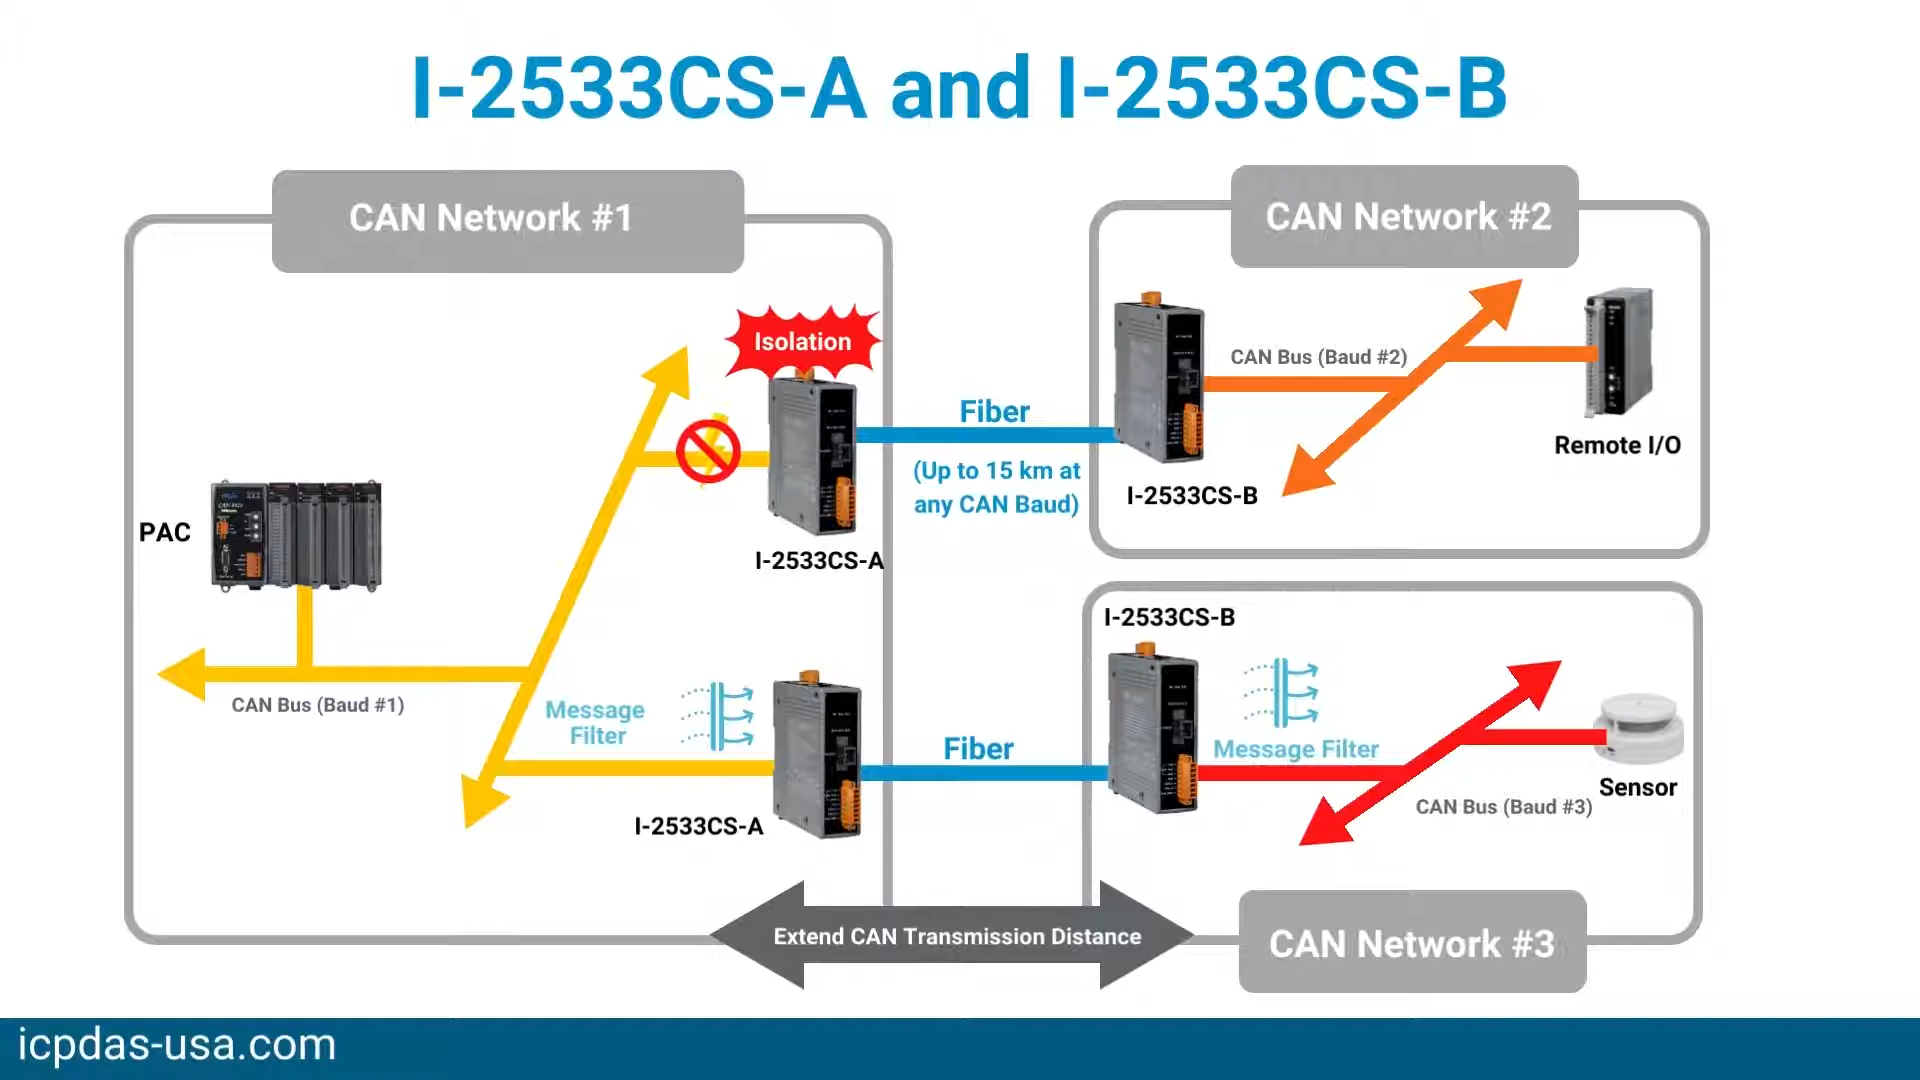 I-2533CS-A and I-2533CS-B
CAN Network #1
CAN Network #2
Isolation
CAN Bus (Baud #2)
Fiber
(Up to 15 km at
any CAN Baud)
Remote I/O
I-2533CS-B
PAC
I-2533CS-A
I-2533CS-B
CAN Bus (Baud #1)
Message
Filter
Fiber
Message Filter
Sensor
CAN Bus (Baud #3)
I-2533CS-A
Extend CAN Transmission Distance
CAN Network #3
icpdas-usa.com